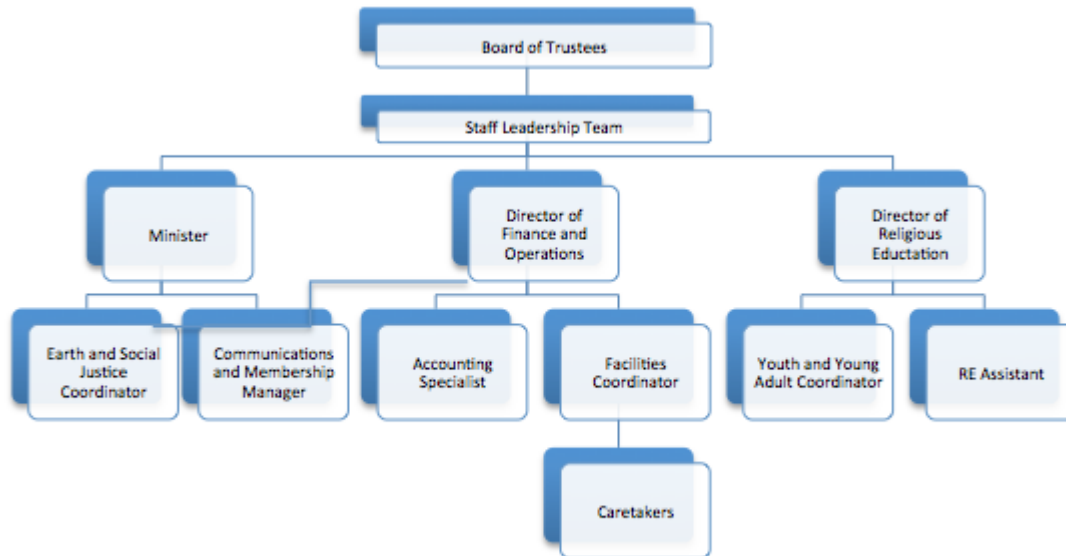 Board of Trustees
Staff Leadership Team
Minister
Director of
Finance and
Operations
Director of
Religious
Eductation
Earth and Social
Justice
Coordinator
Communications
and Membership
Manager
Accounting
Specialist
Facilities
Coordinator
Youth and Young
Adult Coordinator
RE Assistant
Caretakers